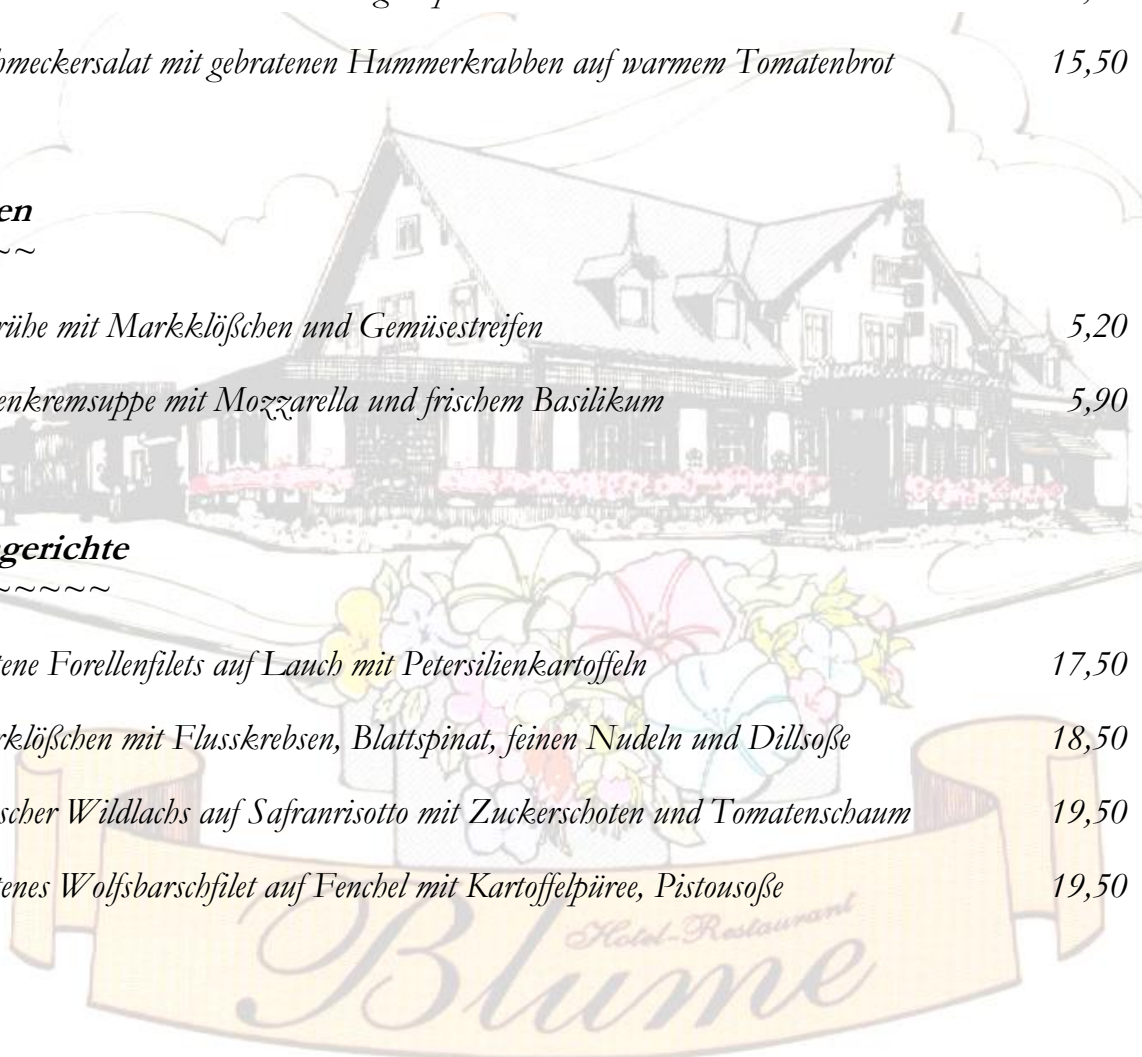 hmeckersalat mit gebratenen Hummerkrabben auf warmem Tomatenbrot 15,50
en
~~
rühe mit Markklößchen und Gemüsestreifen 5,20
enkremsuppe mit Mozzarella und frischem Basilikum 5,90
gerichte
~~~~~
tene Forellenfilets auf Lauch mit Petersilienkartoffeln 17,50
rklößchen mit Flusskrebsen, Blattspinat, feinen Nudeln und Dillsoße 18,50
scher Wildlachs auf Safranrisotto mit Zuckerschoten und Tomatenschaum 19,50
tenes Wolfsbarschfilet auf Fenchel mit Kartoffelpüree, Pistousoße 19,50
Hotel-Restaurant
Blume